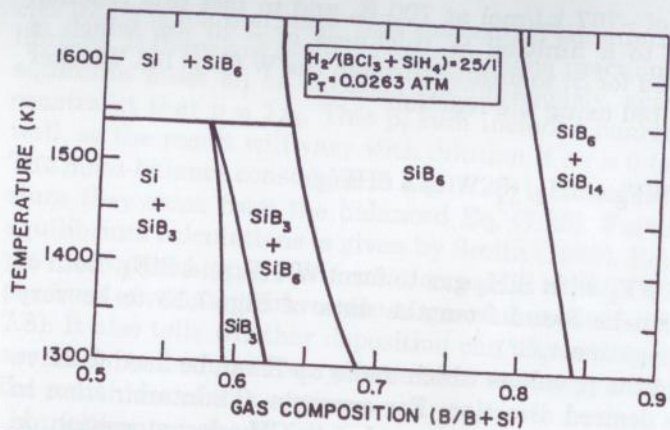 1600
1500
1400
1300
TEMPERATURE (K)
Si + SiB₆
H₂/(BCl₃ + SiH₄) = 25/1
P_T = 0.0263 ATM
Si
+
SiB₃
SiB₃
+
SiB₆
SiB₃
SiB₆
SiB₆
+
SiB₁₄
0.5
0.6
0.7
0.8
0.9
GAS COMPOSITION (B/B+Si)